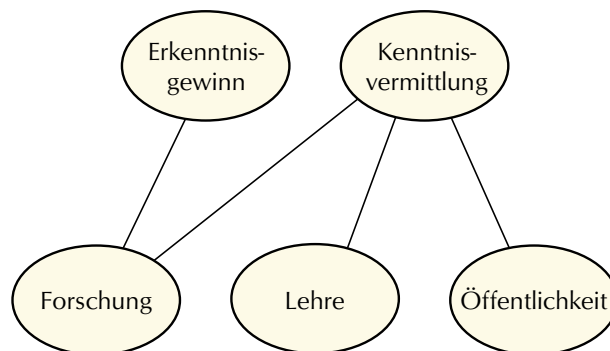 Erkenntnis-
gewinn
Kenntnis-
vermittlung
Forschung
Lehre
Öffentlichkeit